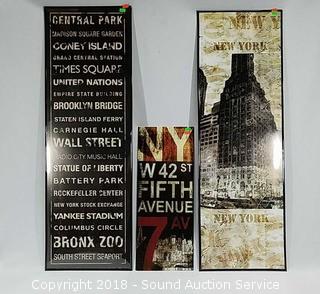 CENTRAL PARK
MADISON SQUARE GARDEN
CONEY ISLAND
GRAND CENTRAL STATION
TIMES SQUARE
UNITED NATIONS
EMPIRE STATE BUILDING
BROOKLYN BRIDGE
STATEN ISLAND FERRY
CARNEGIE HALL
WALL STREET
RADIO CITY MUSIC HALL
STATUE OF LIBERTY
BATTERY PARK
ROCKEFELLER CENTER
NEW YORK STOCK EXCHANGE
YANKEE STADIUM
COLUMBUS CIRCLE
BRONX ZOO
SOUTH STREET SEAPORT
NY
W 42 ST
FIFTH
AVENUE
7 AV
NEW Y
NEW YORK
NEW YORK
Copyright 2018 - Sound Auction Service